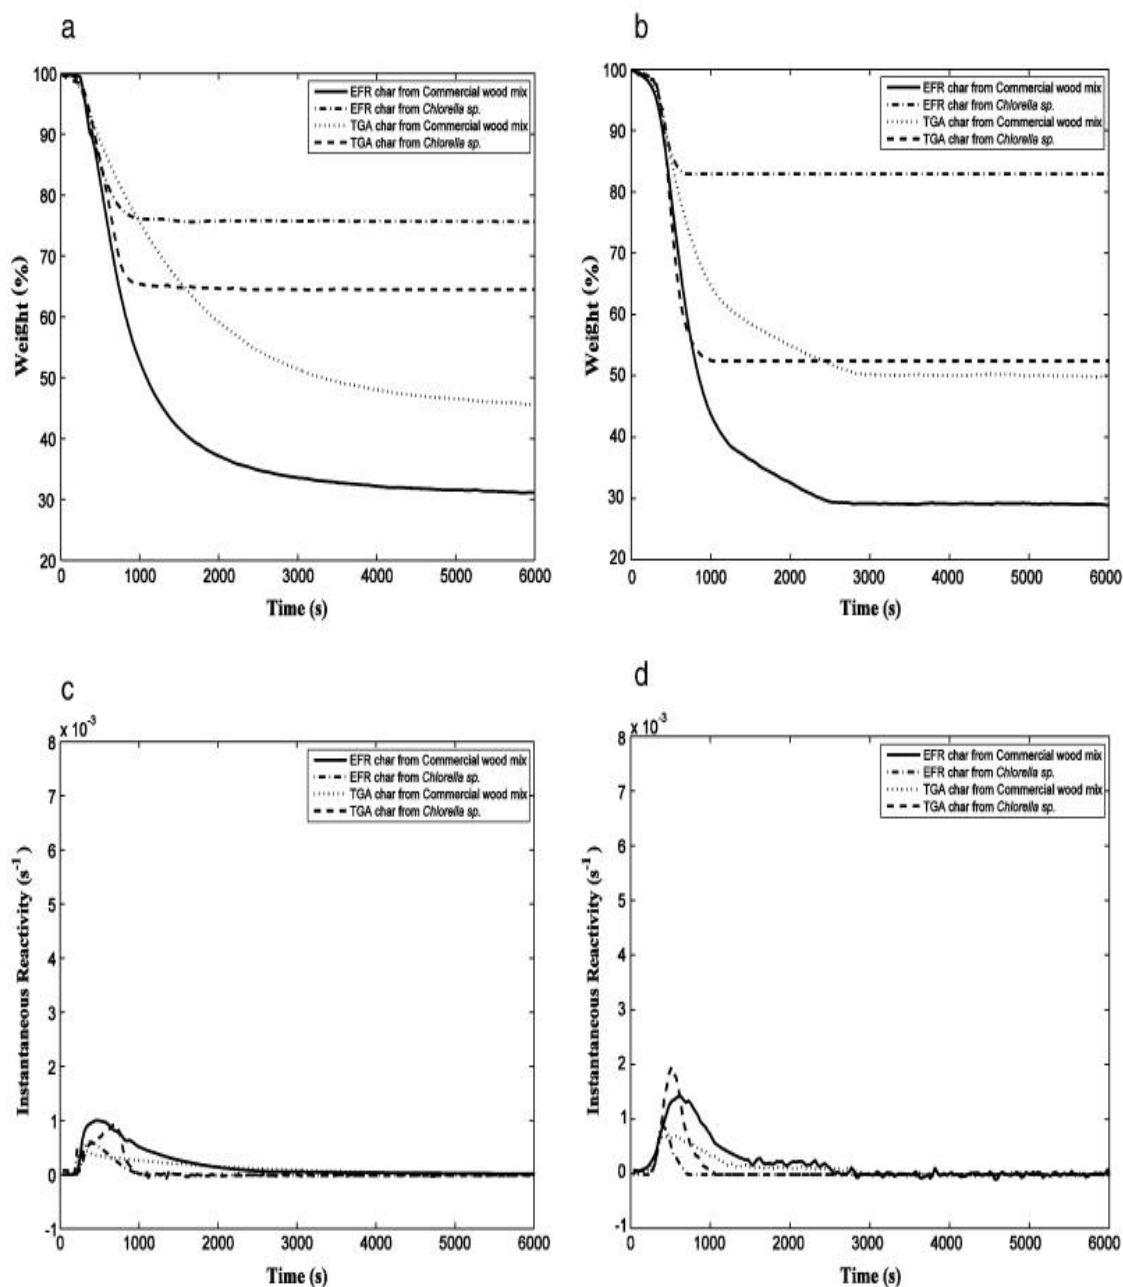 a
100
90
80
70
60
50
40
30
20
0 1000 2000 3000 4000 5000 6000
Weight (%)
Time (s)
EFR char from Commercial wood mix
EFR char from Chlorella sp.
TGA char from Commercial wood mix
TGA char from Chlorella sp.
b
100
90
80
70
60
50
40
30
20
0 1000 2000 3000 4000 5000 6000
Weight (%)
Time (s)
EFR char from Commercial wood mix
EFR char from Chlorella sp.
TGA char from Commercial wood mix
TGA char from Chlorella sp.
c
x 10⁻³
8
7
6
5
4
3
2
1
0
-1
0 1000 2000 3000 4000 5000 6000
Instantaneous Reactivity (s⁻¹)
Time (s)
EFR char from Commercial wood mix
EFR char from Chlorella sp.
TGA char from Commercial wood mix
TGA char from Chlorella sp.
d
x 10⁻³
8
7
6
5
4
3
2
1
0
-1
0 1000 2000 3000 4000 5000 6000
Instantaneous Reactivity (s⁻¹)
Time (s)
EFR char from Commercial wood mix
EFR char from Chlorella sp.
TGA char from Commercial wood mix
TGA char from Chlorella sp.